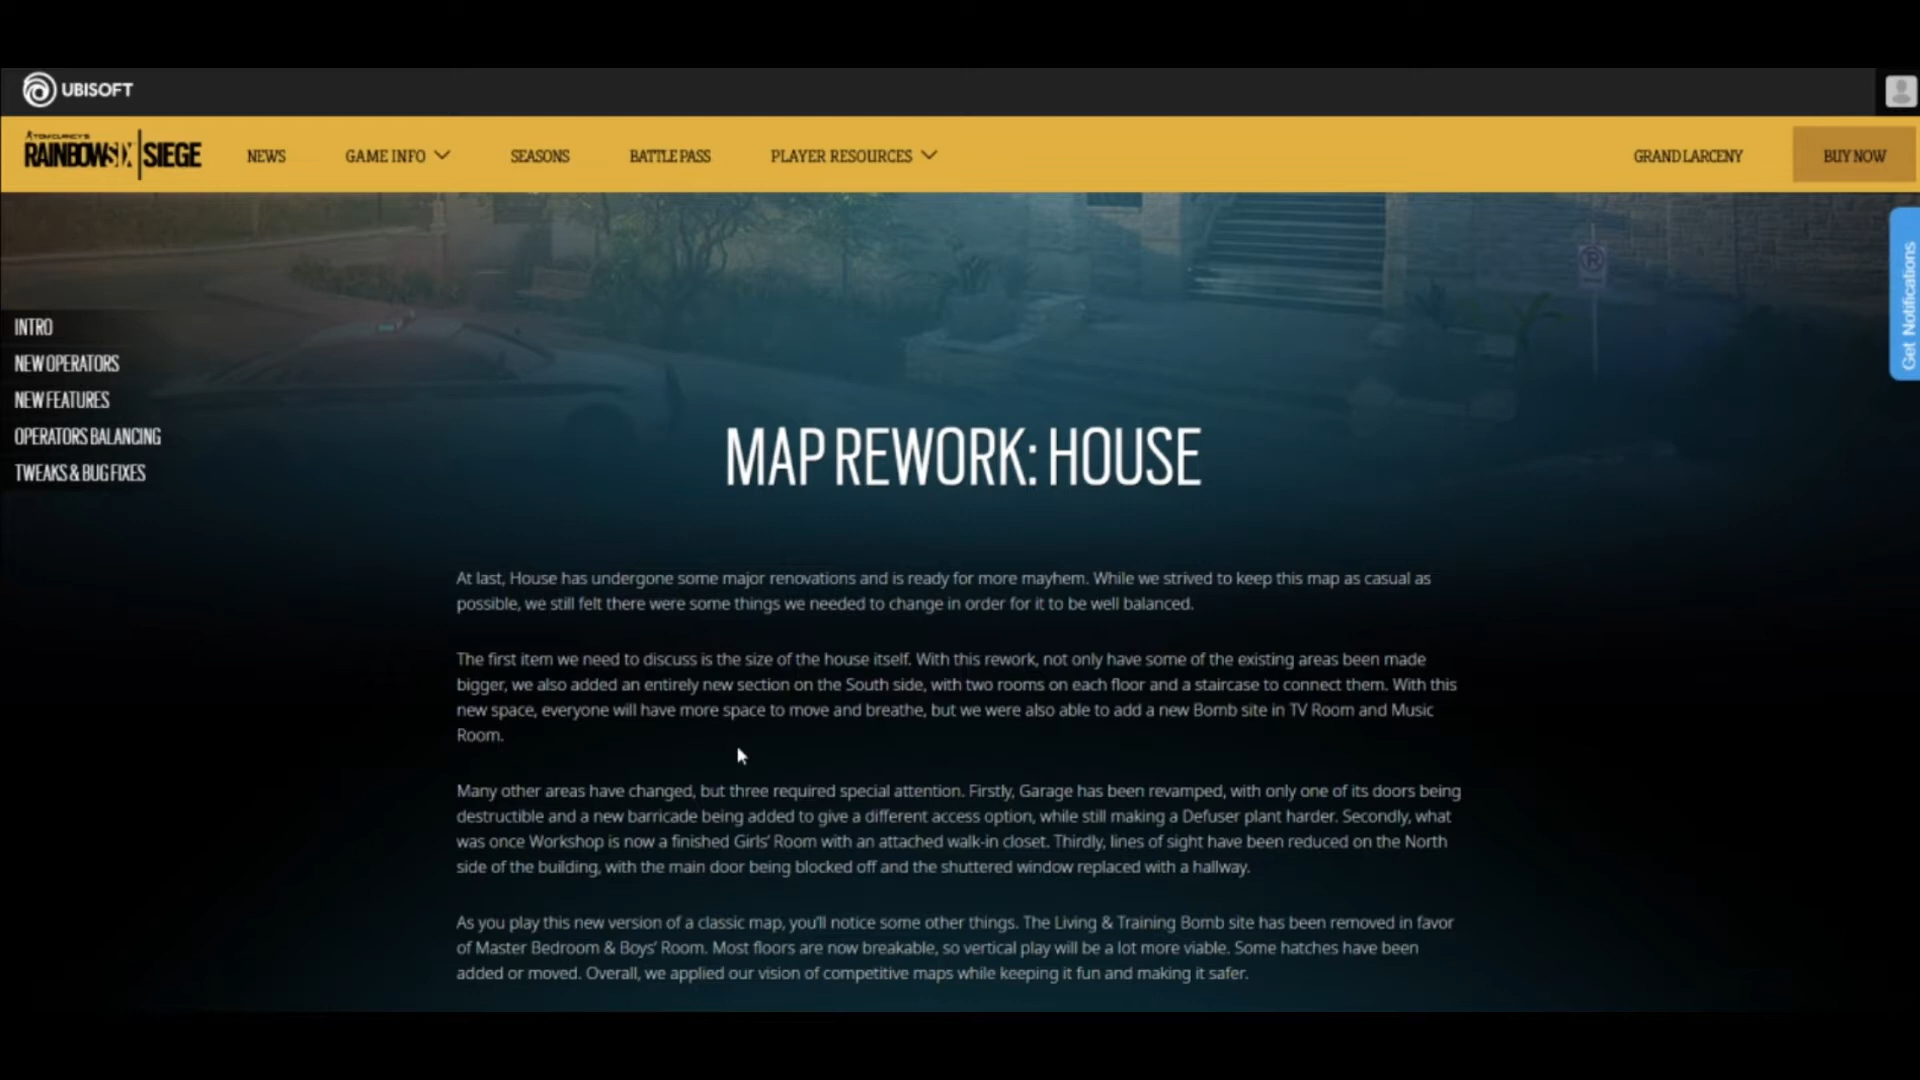 UBISOFT
TOM CLANCY'S
RAINBOW SIX | SIEGE
NEWS
GAME INFO
SEASONS
BATTLE PASS
PLAYER RESOURCES
GRAND LARCENY
BUY NOW
Get Notifications
INTRO
NEW OPERATORS
NEW FEATURES
OPERATORS BALANCING
TWEAKS & BUG FIXES
MAP REWORK: HOUSE
At last, House has undergone some major renovations and is ready for more mayhem. While we strived to keep this map as casual as
possible, we still felt there were some things we needed to change in order for it to be well balanced.
The first item we need to discuss is the size of the house itself. With this rework, not only have some of the existing areas been made
bigger, we also added an entirely new section on the South side, with two rooms on each floor and a staircase to connect them. With this
new space, everyone will have more space to move and breathe, but we were also able to add a new Bomb site in TV Room and Music
Room.
Many other areas have changed, but three required special attention. Firstly, Garage has been revamped, with only one of its doors being
destructible and a new barricade being added to give a different access option, while still making a Defuser plant harder. Secondly, what
was once Workshop is now a finished Girls' Room with an attached walk-in closet. Thirdly, lines of sight have been reduced on the North
side of the building, with the main door being blocked off and the shuttered window replaced with a hallway.
As you play this new version of a classic map, you'll notice some other things. The Living & Training Bomb site has been removed in favor
of Master Bedroom & Boys' Room. Most floors are now breakable, so vertical play will be a lot more viable. Some hatches have been
added or moved. Overall, we applied our vision of competitive maps while keeping it fun and making it safer.